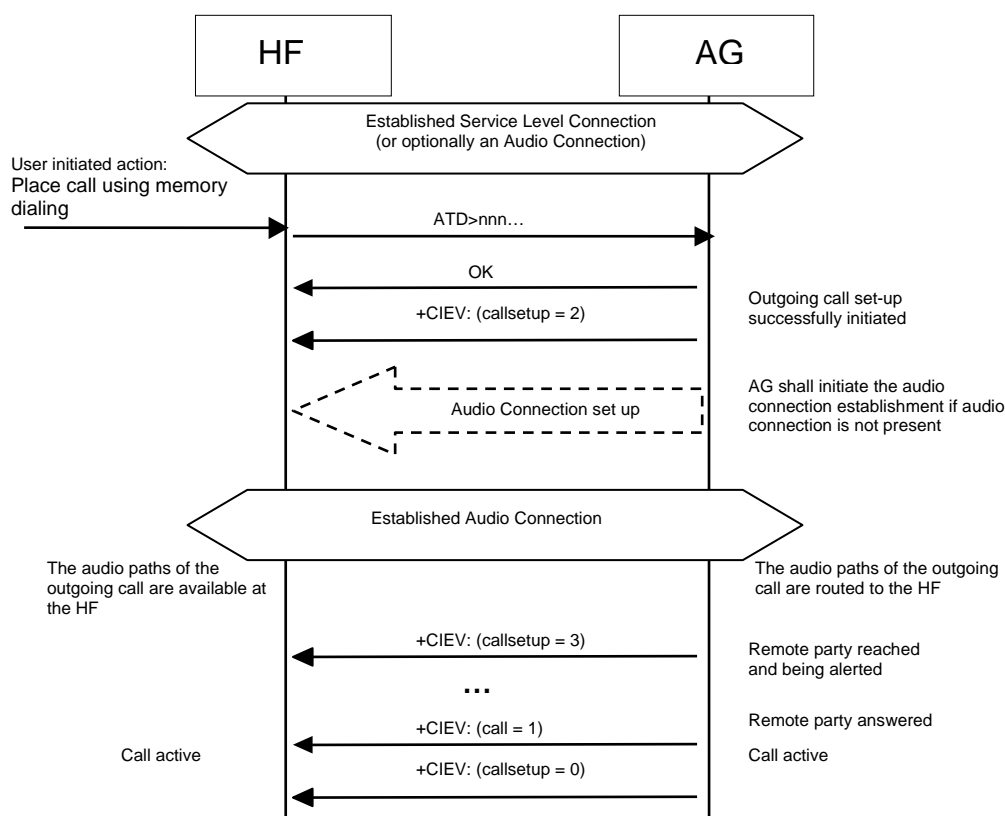 HF
AG
Established Service Level Connection
(or optionally an Audio Connection)
User initiated action:
Place call using memory
dialing
ATD>nnn…
OK
+CIEV: (callsetup = 2)
Outgoing call set-up
successfully initiated
Audio Connection set up
AG shall initiate the audio
connection establishment if audio
connection is not present
Established Audio Connection
The audio paths of the
outgoing call are available at
the HF
The audio paths of the outgoing
call are routed to the HF
+CIEV: (callsetup = 3)
Remote party reached
and being alerted
...
+CIEV: (call = 1)
Remote party answered
Call active
Call active
+CIEV: (callsetup = 0)